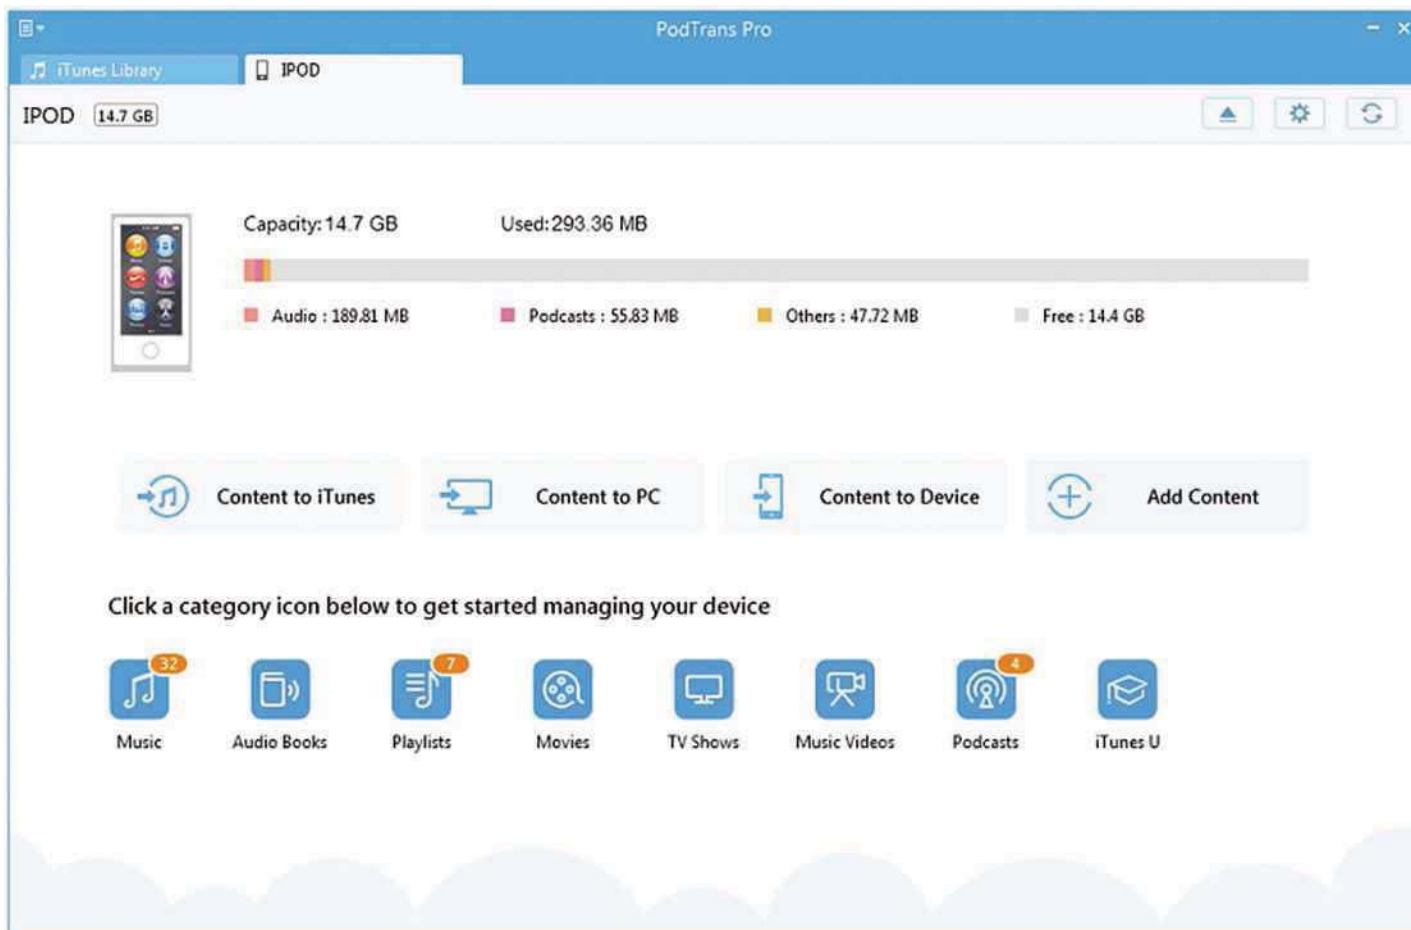 PodTrans Pro
iTunes Library
IPOD
IPOD 14.7 GB
Capacity: 14.7 GB Used: 293.36 MB
Audio : 189.81 MB Podcasts : 55.83 MB Others : 47.72 MB Free : 14.4 GB
Content to iTunes Content to PC Content to Device Add Content
Click a category icon below to get started managing your device
32 7 4
Music Audio Books Playlists Movies TV Shows Music Videos Podcasts iTunes U